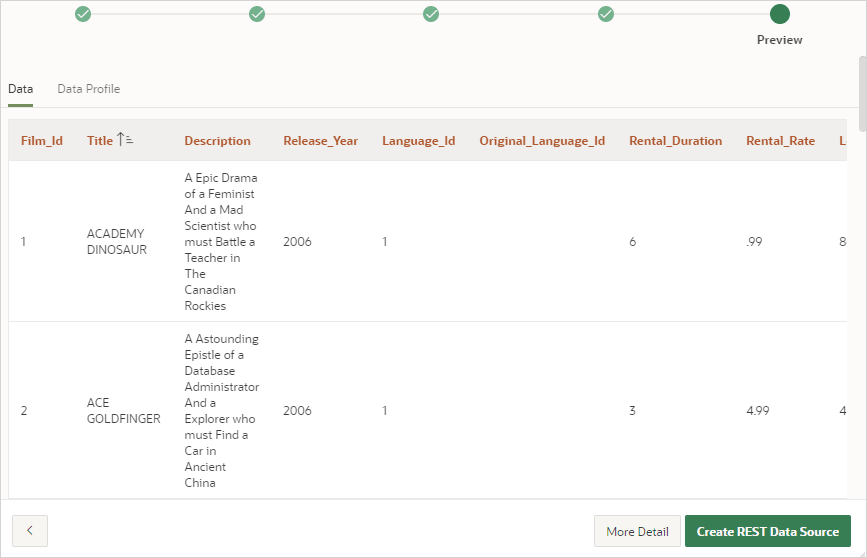 Preview
Data
Data Profile
Film_Id
Title
Description
Release_Year
Language_Id
Original_Language_Id
Rental_Duration
Rental_Rate
1
ACADEMY
DINOSAUR
A Epic Drama
of a Feminist
And a Mad
Scientist who
must Battle a
Teacher in
The
Canadian
Rockies
2006
1
6
.99
8
2
ACE
GOLDFINGER
A Astounding
Epistle of a
Database
Administrator
And a
Explorer who
must Find a
Car in
Ancient
China
2006
1
3
4.99
4
More Detail
Create REST Data Source